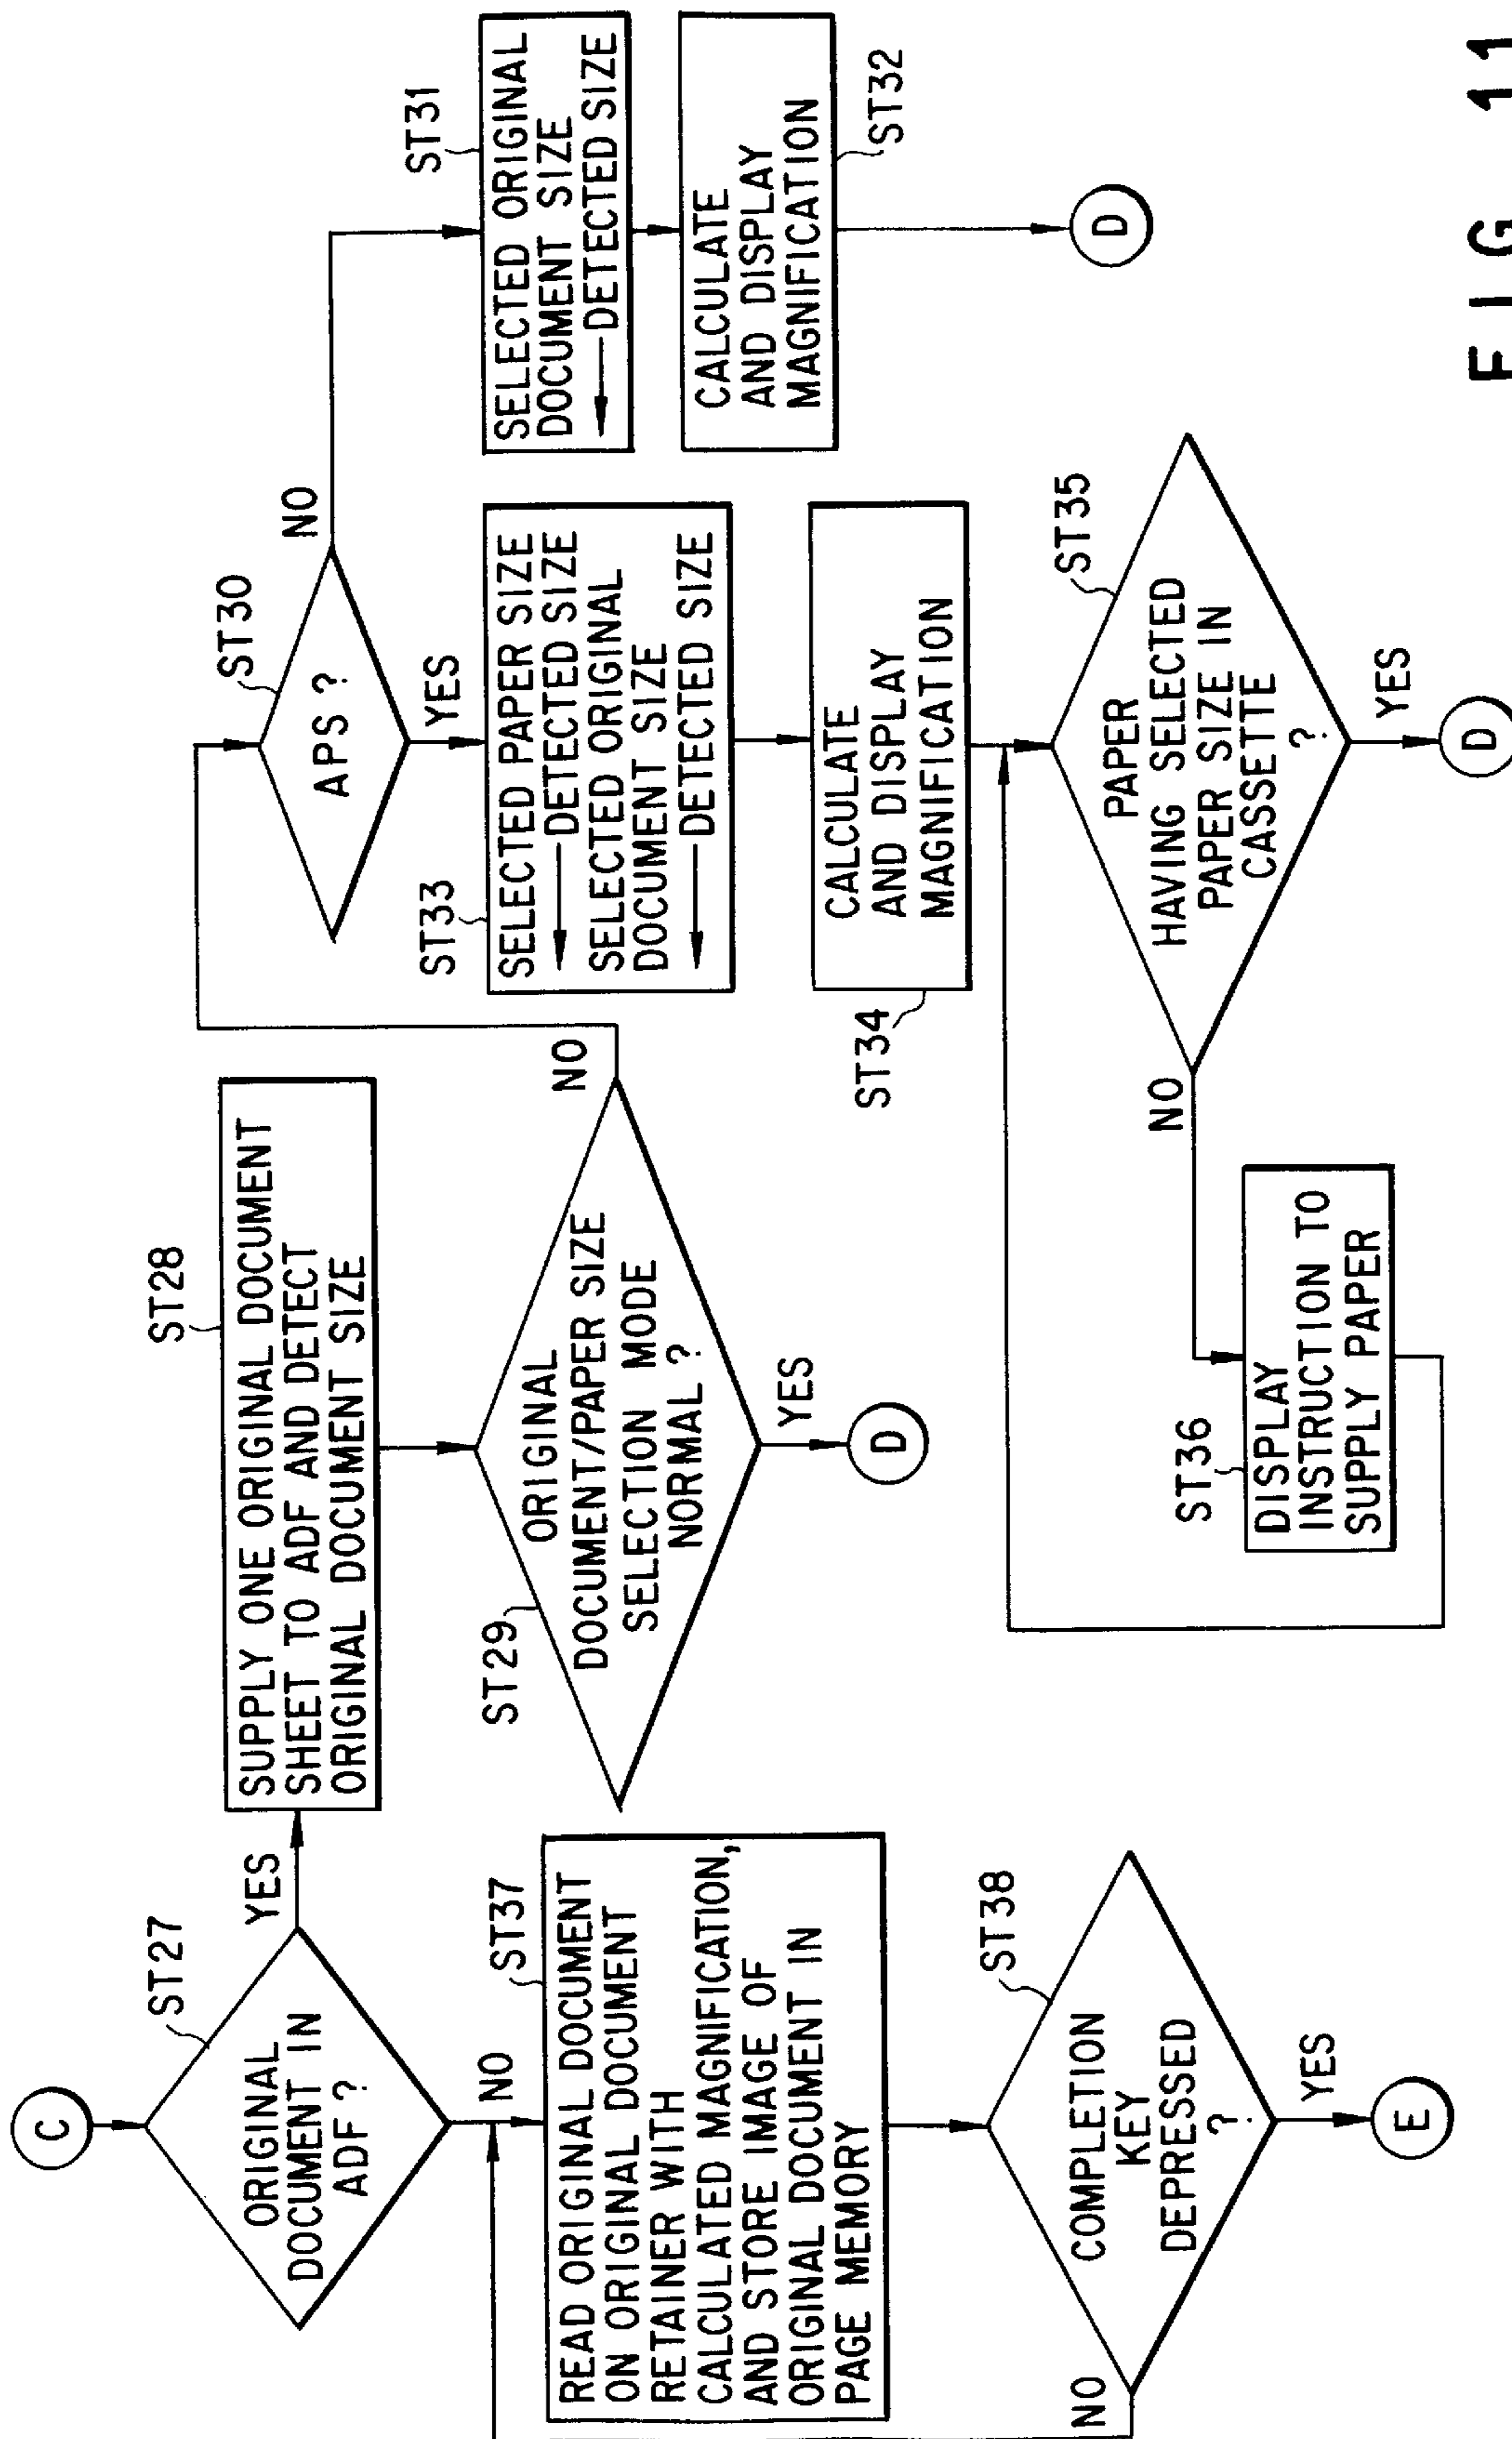 C
ST27
ORIGINAL
DOCUMENT IN
ADF ?
YES
NO
ST28
SUPPLY ONE ORIGINAL DOCUMENT
SHEET TO ADF AND DETECT
ORIGINAL DOCUMENT SIZE
ST29
ORIGINAL
DOCUMENT/PAPER SIZE
SELECTION MODE
NORMAL ?
NO
YES
D
ST30
APS ?
NO
YES
ST31
SELECTED ORIGINAL
DOCUMENT SIZE
← DETECTED SIZE
ST32
CALCULATE
AND DISPLAY
MAGNIFICATION
D
ST33
SELECTED PAPER SIZE
← DETECTED SIZE
SELECTED ORIGINAL
DOCUMENT SIZE
← DETECTED SIZE
ST34
CALCULATE
AND DISPLAY
MAGNIFICATION
ST35
PAPER
HAVING SELECTED
PAPER SIZE IN
CASSETTE
?
NO
YES
D
ST36
DISPLAY
INSTRUCTION TO
SUPPLY PAPER
ST37
READ ORIGINAL DOCUMENT
ON ORIGINAL DOCUMENT
RETAINER WITH
CALCULATED MAGNIFICATION,
AND STORE IMAGE OF
ORIGINAL DOCUMENT IN
PAGE MEMORY
ST38
COMPLETION
KEY
DEPRESSED
?
NO
YES
E
FIG. 11